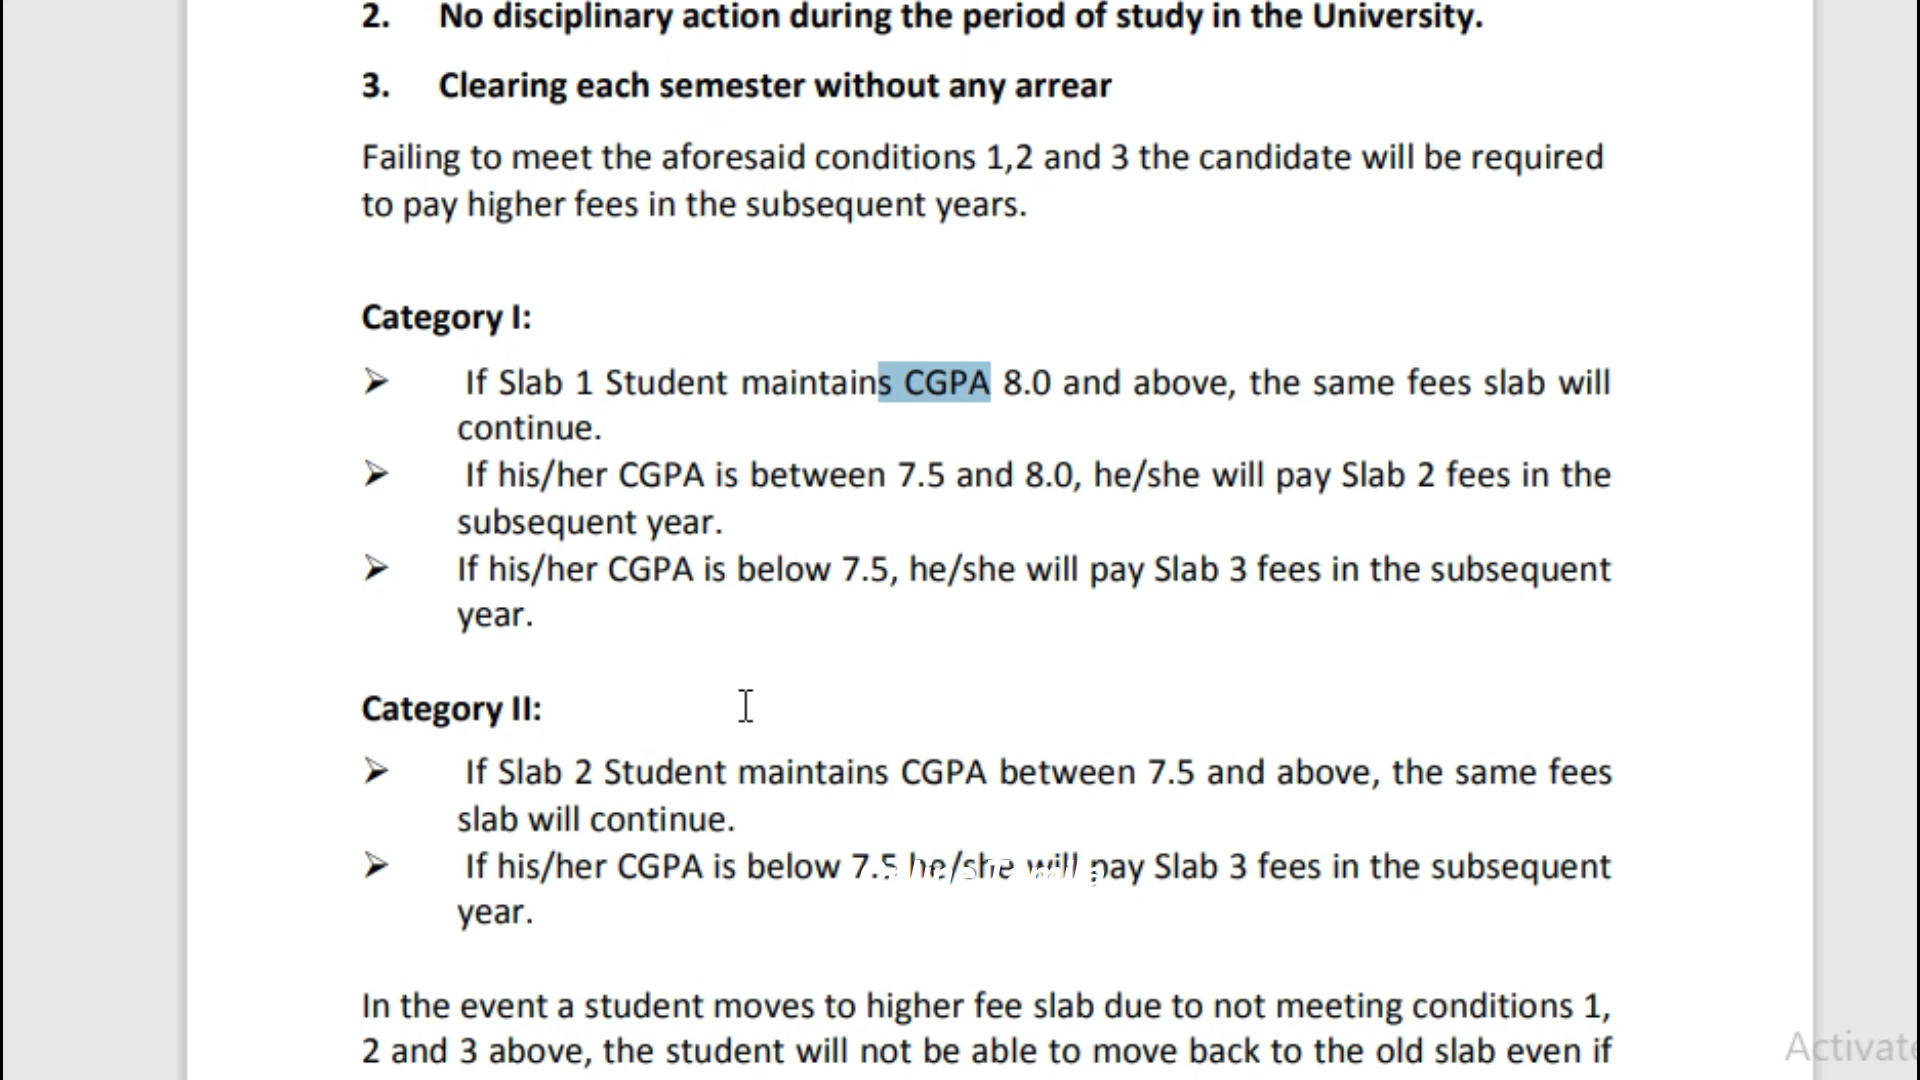 2. No disciplinary action during the period of study in the University.
3. Clearing each semester without any arrear
Failing to meet the aforesaid conditions 1,2 and 3 the candidate will be required
to pay higher fees in the subsequent years.
Category I:
➤ If Slab 1 Student maintains CGPA 8.0 and above, the same fees slab will
continue.
➤ If his/her CGPA is between 7.5 and 8.0, he/she will pay Slab 2 fees in the
subsequent year.
➤ If his/her CGPA is below 7.5, he/she will pay Slab 3 fees in the subsequent
year.
Category II:
➤ If Slab 2 Student maintains CGPA between 7.5 and above, the same fees
slab will continue.
➤ If his/her CGPA is below 7.5 he/she will pay Slab 3 fees in the subsequent
year.
In the event a student moves to higher fee slab due to not meeting conditions 1,
2 and 3 above, the student will not be able to move back to the old slab even if